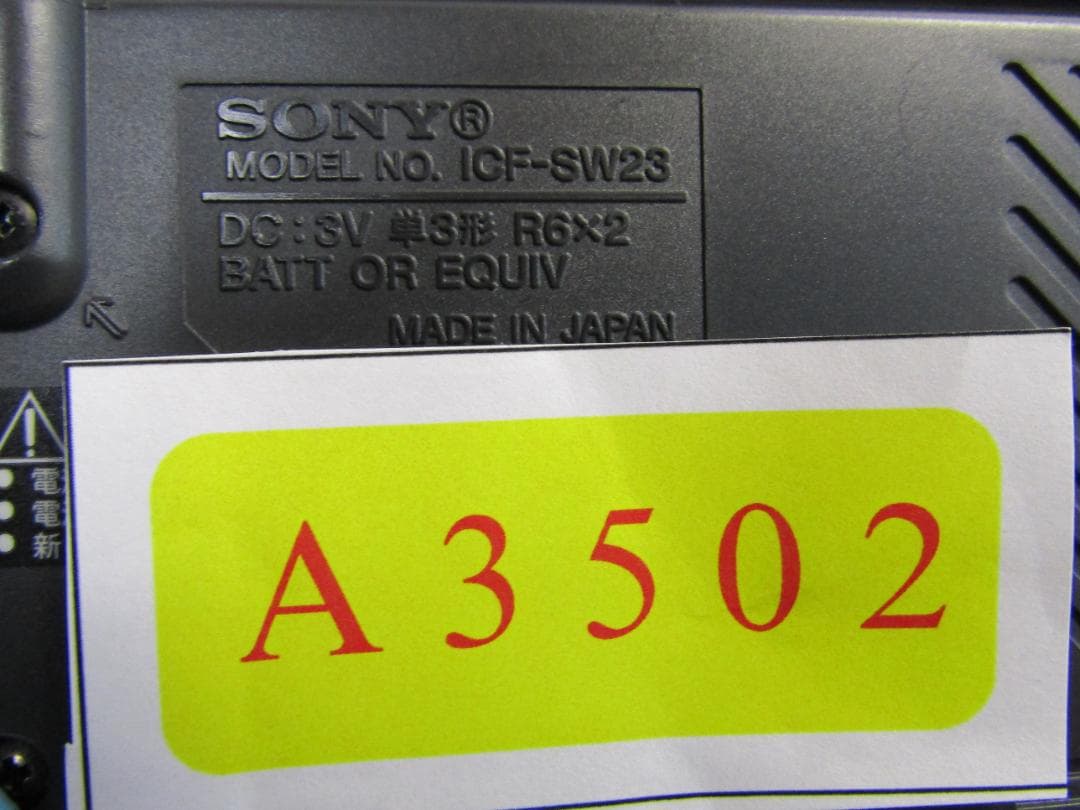 SONY®
MODEL NO. ICF-SW23
DC : 3V 単3形 R6×2
BATT OR EQUIV
MADE IN JAPAN
● 電
● 電
● 新
A3502